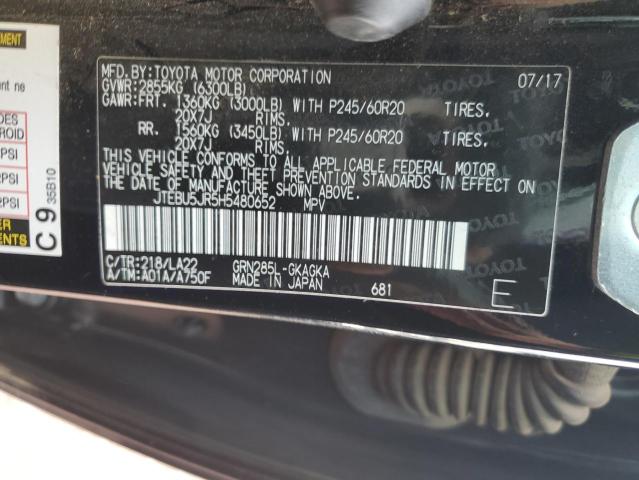 MFD.BY:TOYOTA MOTOR CORPORATION 07/17
GVWR:2855KG (6300LB)
GAWR:FRT. 1360KG (3000LB) WITH P245/60R20 TIRES,
20X7J RIMS.
RR. 1560KG (3450LB) WITH P245/60R20 TIRES,
20X7J RIMS.
THIS VEHICLE CONFORMS TO ALL APPLICABLE FEDERAL MOTOR
VEHICLE SAFETY AND THEFT PREVENTION STANDARDS IN EFFECT ON
THE DATE OF MANUFACTURE SHOWN ABOVE.
JTEBU5JR5H5480652 MPV
C/TR:218/LA22 GRN285L-GKAGKA
A/TM:A01A/A750F MADE IN JAPAN 681
E
C 9 35B10